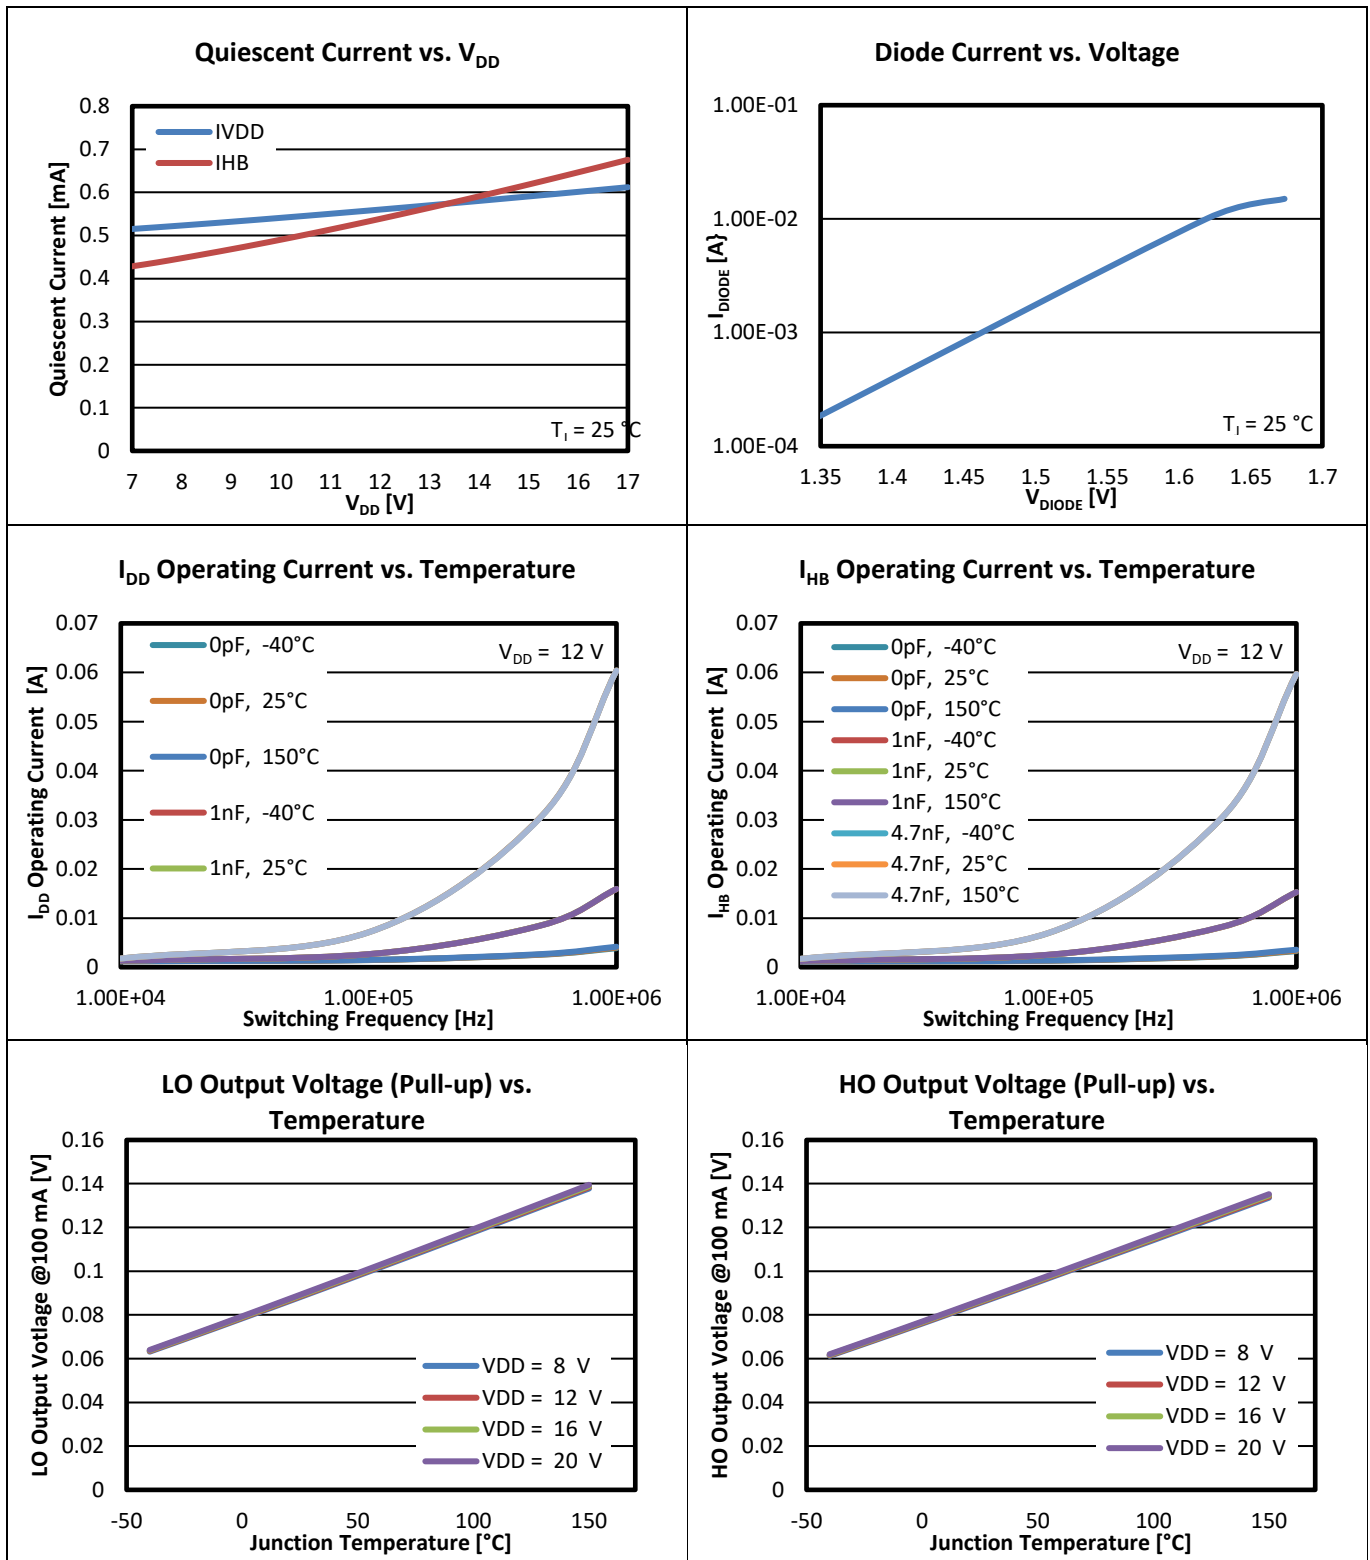 Quiescent Current vs. VDD
Quiescent Current [mA]
0.8
0.7
0.6
0.5
0.4
0.3
0.2
0.1
0
IVDD
IHB
TJ = 25 °C
7 8 9 10 11 12 13 14 15 16 17
VDD [V]
Diode Current vs. Voltage
IDIODE [A}
1.00E-01
1.00E-02
1.00E-03
1.00E-04
TJ = 25 °C
1.35 1.4 1.45 1.5 1.55 1.6 1.65 1.7
VDIODE [V]
IDD Operating Current vs. Temperature
IDD Operating Current [A]
0.07
0.06
0.05
0.04
0.03
0.02
0.01
0
0pF, -40°C
0pF, 25°C
0pF, 150°C
1nF, -40°C
1nF, 25°C
VDD = 12 V
1.00E+04 1.00E+05 1.00E+06
Switching Frequency [Hz]
IHB Operating Current vs. Temperature
IHB Operating Current [A]
0.07
0.06
0.05
0.04
0.03
0.02
0.01
0
0pF, -40°C
0pF, 25°C
0pF, 150°C
1nF, -40°C
1nF, 25°C
1nF, 150°C
4.7nF, -40°C
4.7nF, 25°C
4.7nF, 150°C
VDD = 12 V
1.00E+04 1.00E+05 1.00E+06
Switching Frequency [Hz]
LO Output Voltage (Pull-up) vs.
Temperature
LO Output Votlage @100 mA [V]
0.16
0.14
0.12
0.1
0.08
0.06
0.04
0.02
0
VDD = 8 V
VDD = 12 V
VDD = 16 V
VDD = 20 V
-50 0 50 100 150
Junction Temperature [°C]
HO Output Voltage (Pull-up) vs.
Temperature
HO Output Votlage @100 mA [V]
0.16
0.14
0.12
0.1
0.08
0.06
0.04
0.02
0
VDD = 8 V
VDD = 12 V
VDD = 16 V
VDD = 20 V
-50 0 50 100 150
Junction Temperature [°C]